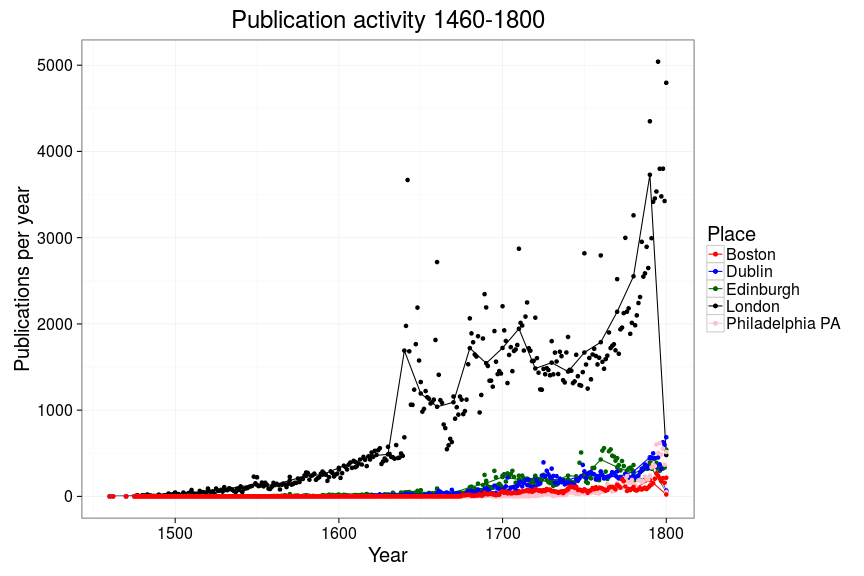 Publication activity 1460-1800
Publications per year
5000
4000
3000
2000
1000
0
1500
1600
1700
1800
Year
Place
Boston
Dublin
Edinburgh
London
Philadelphia PA